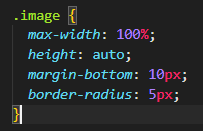 .image {
  max-width: 100%;
  height: auto;
  margin-bottom: 10px;
  border-radius: 5px;
}